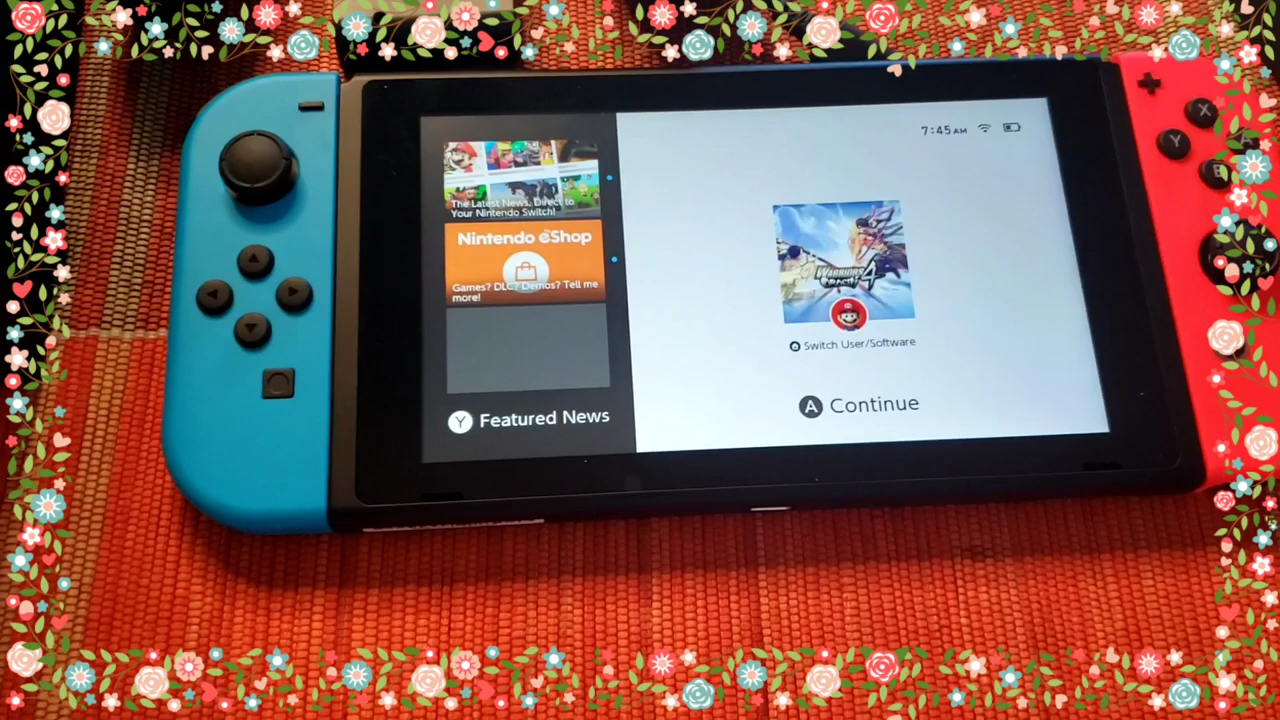 7:45 AM
The Latest News, Direct to
Your Nintendo Switch!
Nintendo eShop
Games? DLC? Demos? Tell me
more!
Y Featured News
WARRIORS
OROCHI 4
Switch User/Software
A Continue
X
Y
B